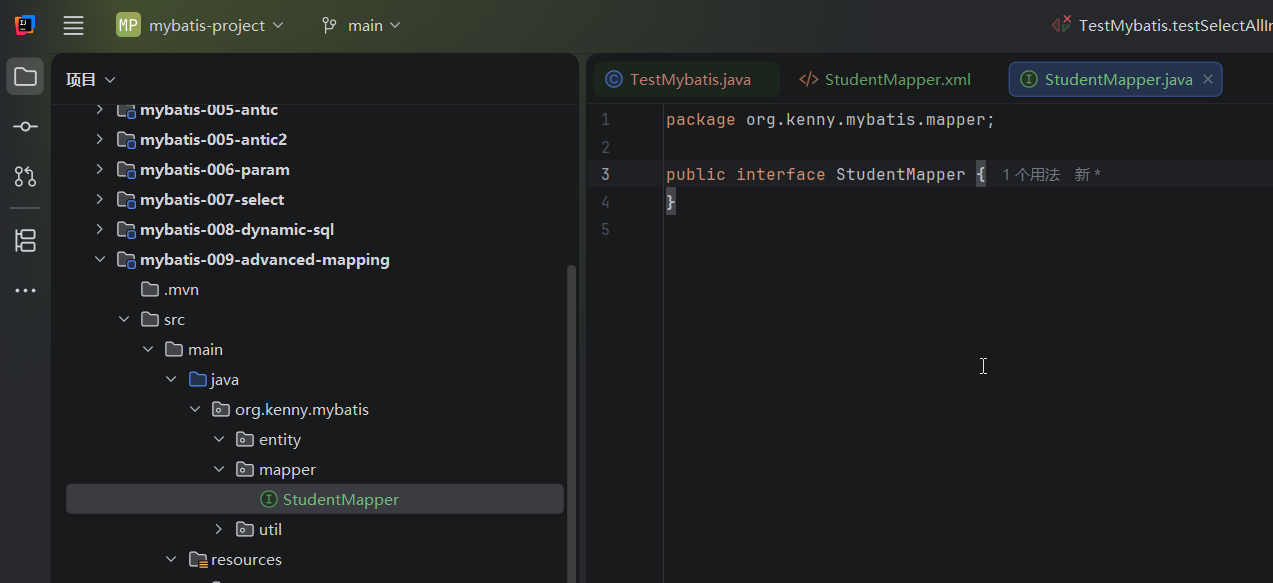 MP mybatis-project main TestMybatis.testSelectAllIn
项目
TestMybatis.java </> StudentMapper.xml StudentMapper.java
mybatis-005-antic
mybatis-005-antic2
mybatis-006-param
mybatis-007-select
mybatis-008-dynamic-sql
mybatis-009-advanced-mapping
.mvn
src
main
java
org.kenny.mybatis
entity
mapper
StudentMapper
util
resources
1 package org.kenny.mybatis.mapper;
2
3 public interface StudentMapper { 1个用法 新*
4 }
5